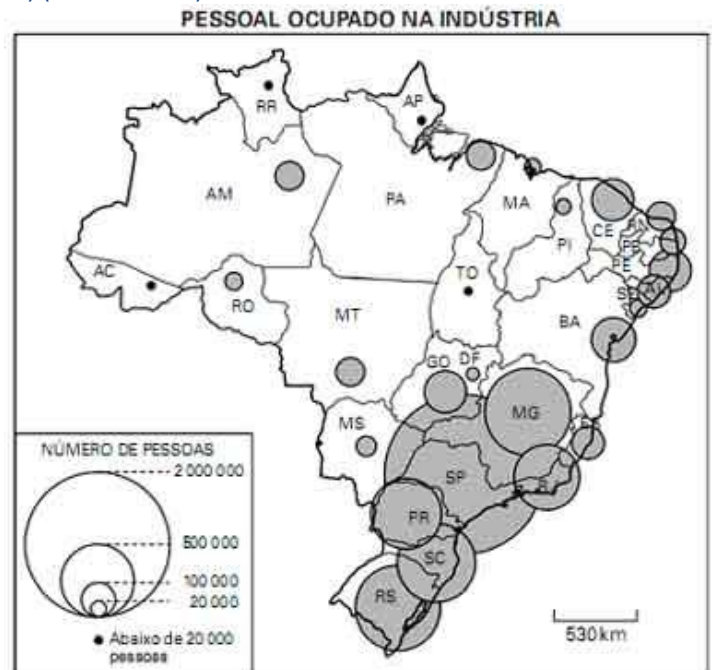 PESSOAL OCUPADO NA INDÚSTRIA
RR
AP
AM
PA
MA
CE
RN
PB
PI
PE
AC
TO
AL
SE
RO
MT
BA
GO DF
MG
MS
ES
SP
RJ
PR
SC
RS
NÚMERO DE PESSOAS
2 000 000
500 000
100 000
20 000
Abaixo de 20 000
pessoas
530 km